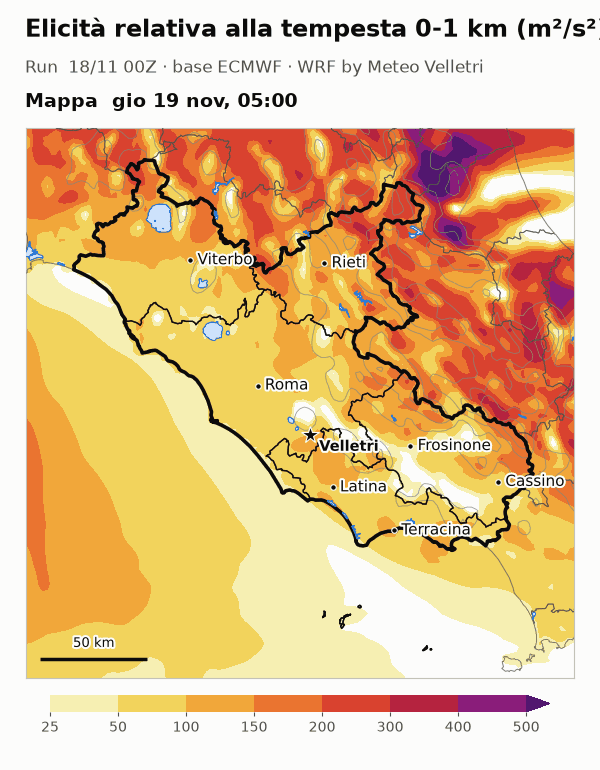 Elicità relativa alla tempesta 0-1 km (m²/s²)
Run 18/11 00Z · base ECMWF · WRF by Meteo Velletri
Mappa gio 19 nov, 05:00
Viterbo
Rieti
Roma
Velletri
Frosinone
Latina
Cassino
Terracina
50 km
25 50 100 150 200 300 400 500